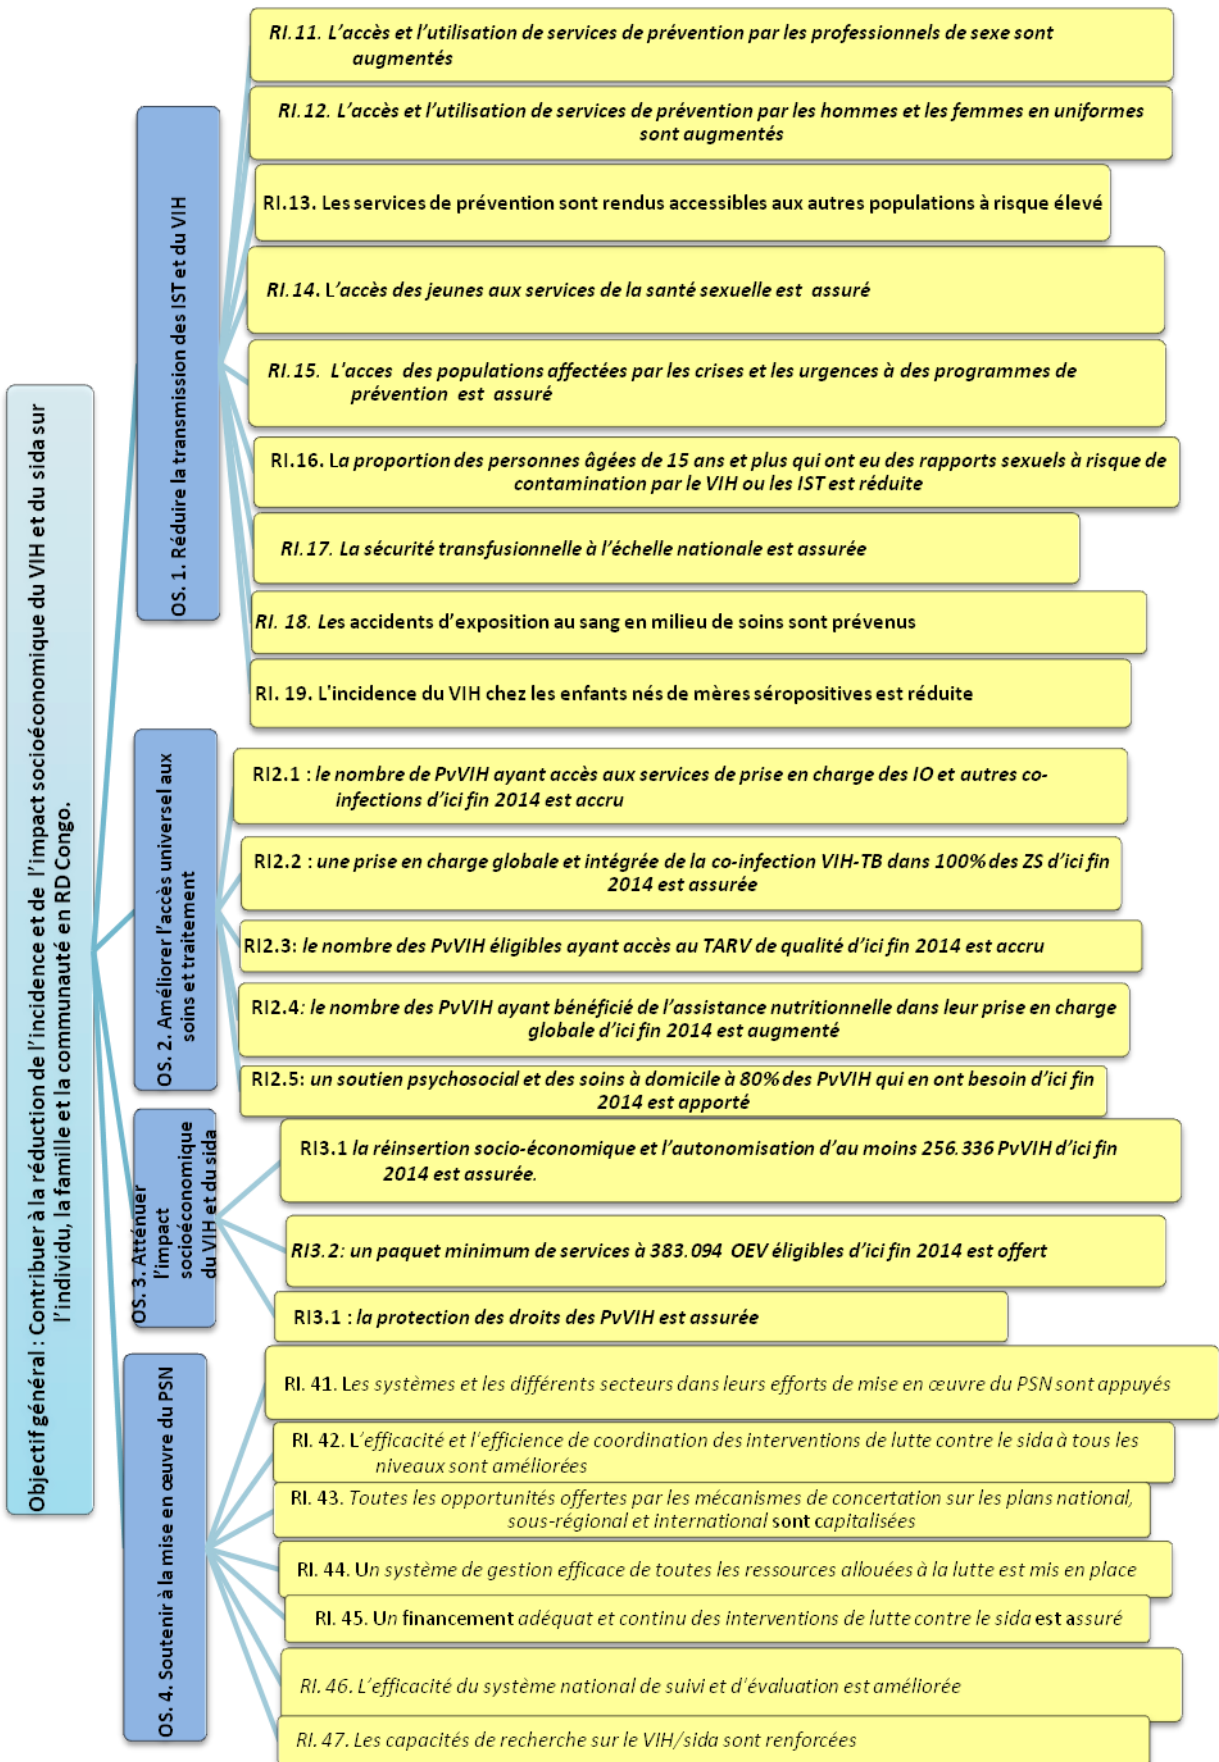 Objectif général : Contribuer à la réduction de l'incidence et de l'impact socioéconomique du VIH et du sida sur
l'individu, la famille et la communauté en RD Congo.
OS. 1. Réduire la transmission des IST et du VIH
RI.11. L'accès et l'utilisation de services de prévention par les professionnels de sexe sont
augmentés
RI.12. L'accès et l'utilisation de services de prévention par les hommes et les femmes en uniformes
sont augmentés
RI.13. Les services de prévention sont rendus accessibles aux autres populations à risque élevé
RI.14. L'accès des jeunes aux services de la santé sexuelle est assuré
RI.15. L'acces des populations affectées par les crises et les urgences à des programmes de
prévention est assuré
RI.16. La proportion des personnes âgées de 15 ans et plus qui ont eu des rapports sexuels à risque de
contamination par le VIH ou les IST est réduite
RI.17. La sécurité transfusionnelle à l'échelle nationale est assurée
RI. 18. Les accidents d'exposition au sang en milieu de soins sont prévenus
RI. 19. L'incidence du VIH chez les enfants nés de mères séropositives est réduite
OS. 2. Améliorer l'accès universel aux
soins et traitement
RI2.1 : le nombre de PvVIH ayant accès aux services de prise en charge des IO et autres co-
infections d'ici fin 2014 est accru
RI2.2 : une prise en charge globale et intégrée de la co-infection VIH-TB dans 100% des ZS d'ici fin
2014 est assurée
RI2.3: le nombre des PvVIH éligibles ayant accès au TARV de qualité d'ici fin 2014 est accru
RI2.4: le nombre des PvVIH ayant bénéficié de l'assistance nutritionnelle dans leur prise en charge
globale d'ici fin 2014 est augmenté
RI2.5: un soutien psychosocial et des soins à domicile à 80% des PvVIH qui en ont besoin d'ici fin
2014 est apporté
OS. 3. Atténuer
l'impact
socioéconomique
du VIH et du sida
RI3.1 la réinsertion socio-économique et l'autonomisation d'au moins 256.336 PvVIH d'ici fin
2014 est assurée.
RI3.2: un paquet minimum de services à 383.094 OEV éligibles d'ici fin 2014 est offert
RI3.1 : la protection des droits des PvVIH est assurée
OS. 4. Soutenir à la mise en œuvre du PSN
RI. 41. Les systèmes et les différents secteurs dans leurs efforts de mise en œuvre du PSN sont appuyés
RI. 42. L'efficacité et l'efficience de coordination des interventions de lutte contre le sida à tous les
niveaux sont améliorées
RI. 43. Toutes les opportunités offertes par les mécanismes de concertation sur les plans national,
sous-régional et international sont capitalisées
RI. 44. Un système de gestion efficace de toutes les ressources allouées à la lutte est mis en place
RI. 45. Un financement adéquat et continu des interventions de lutte contre le sida est assuré
RI. 46. L'efficacité du système national de suivi et d'évaluation est améliorée
RI. 47. Les capacités de recherche sur le VIH/sida sont renforcées